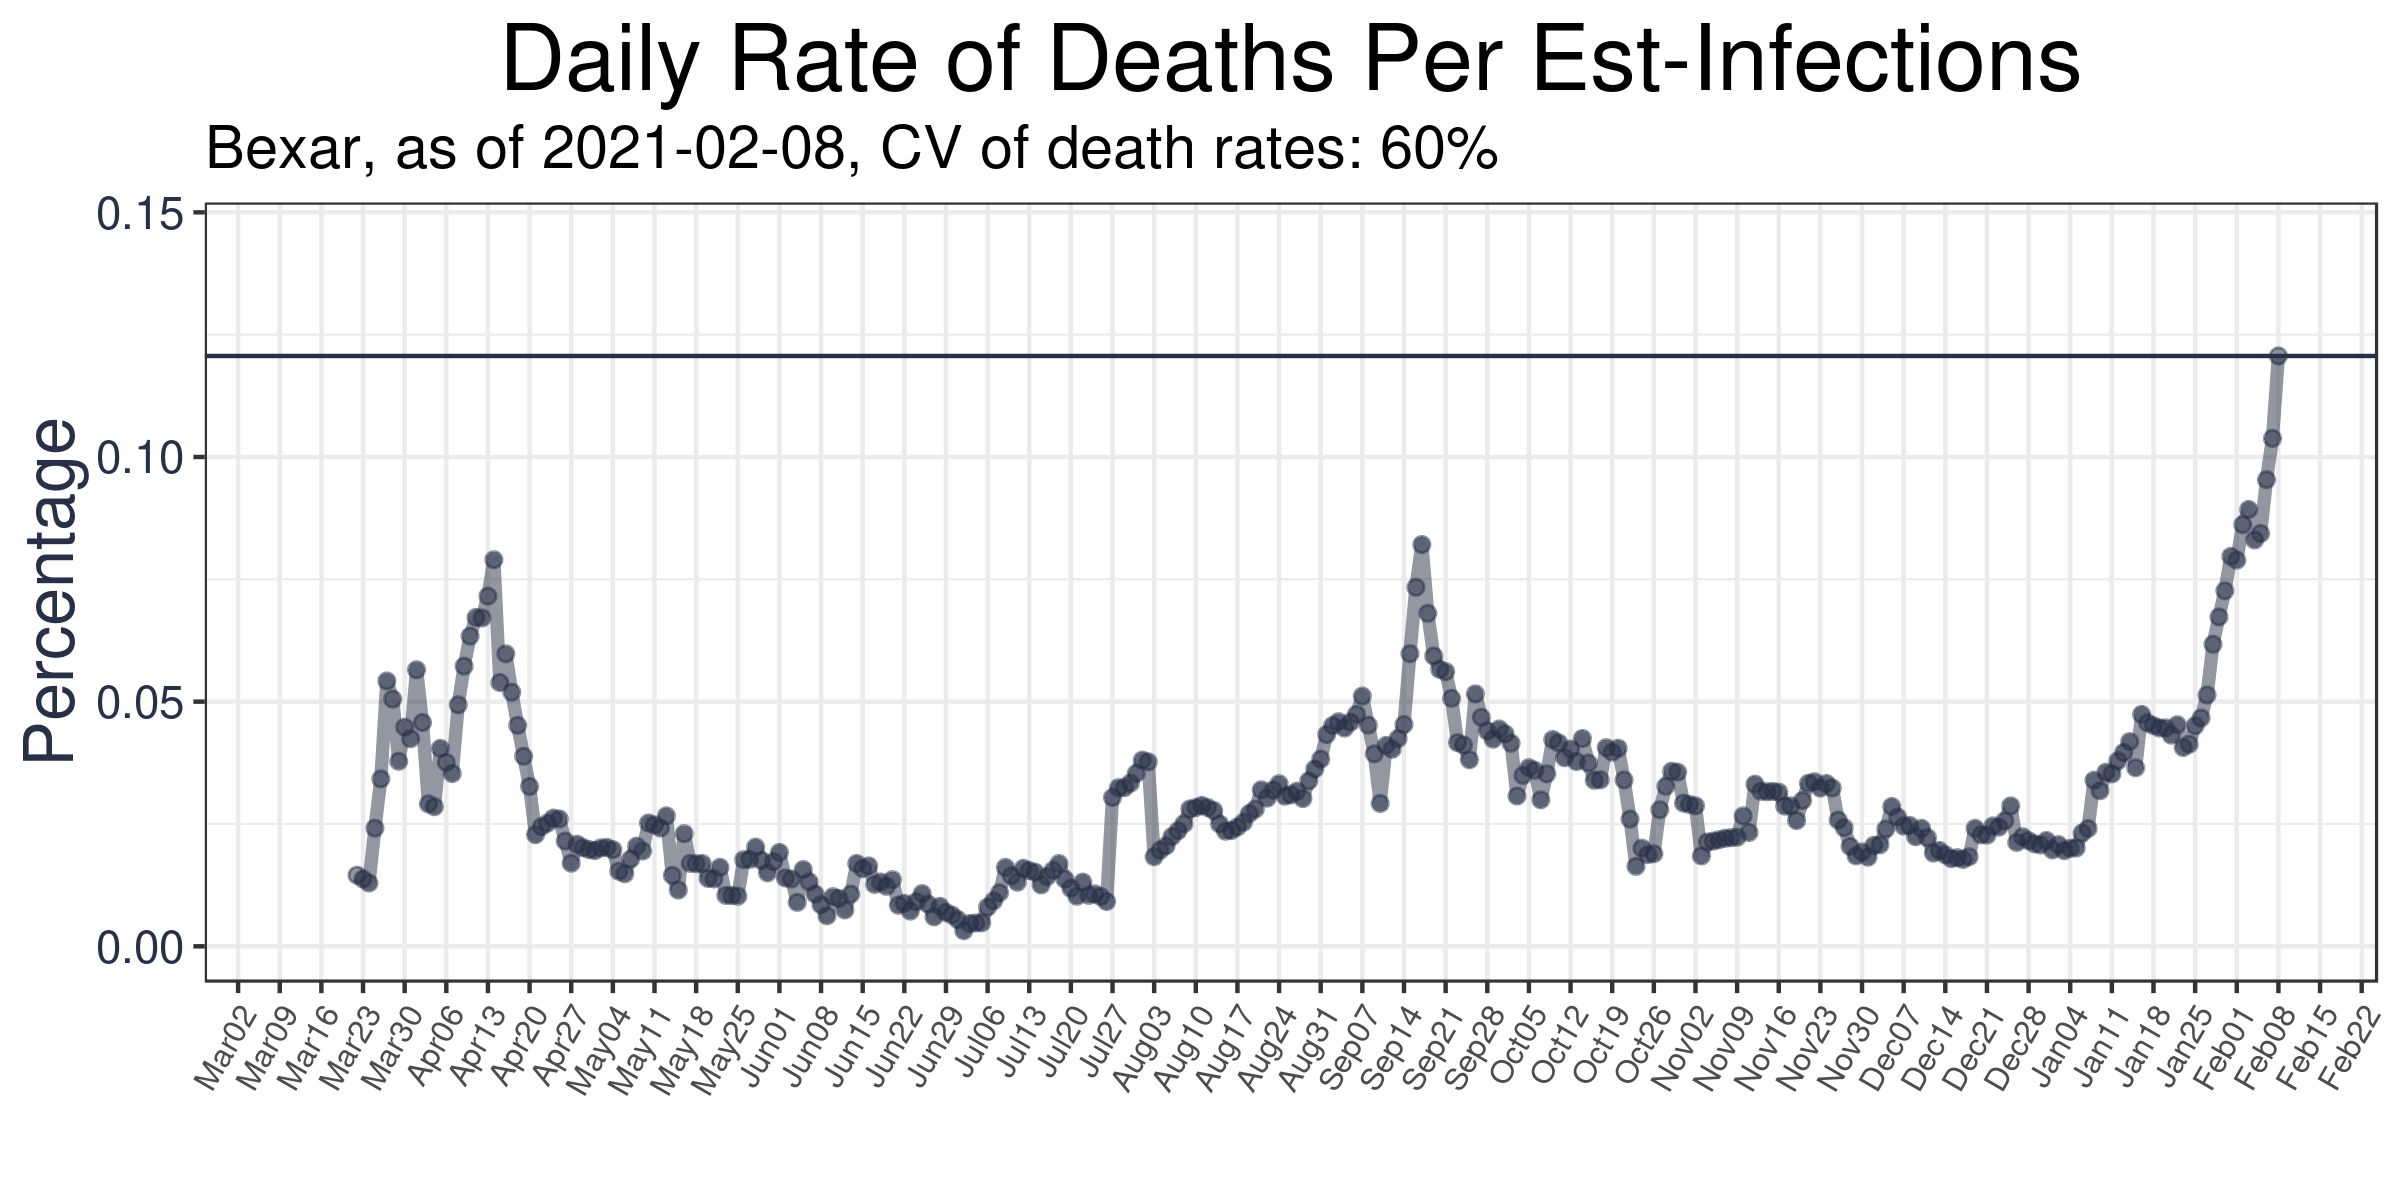 Daily Rate of Deaths Per Est-Infections
Bexar, as of 2021-02-08, CV of death rates: 60%
Percentage
0.15
0.10
0.05
0.00
Mar02
Mar09
Mar16
Mar23
Mar30
Apr06
Apr13
Apr20
Apr27
May04
May11
May18
May25
Jun01
Jun08
Jun15
Jun22
Jun29
Jul06
Jul13
Jul20
Jul27
Aug03
Aug10
Aug17
Aug24
Aug31
Sep07
Sep14
Sep21
Sep28
Oct05
Oct12
Oct19
Oct26
Nov02
Nov09
Nov16
Nov23
Nov30
Dec07
Dec14
Dec21
Dec28
Jan04
Jan11
Jan18
Jan25
Feb01
Feb08
Feb15
Feb22